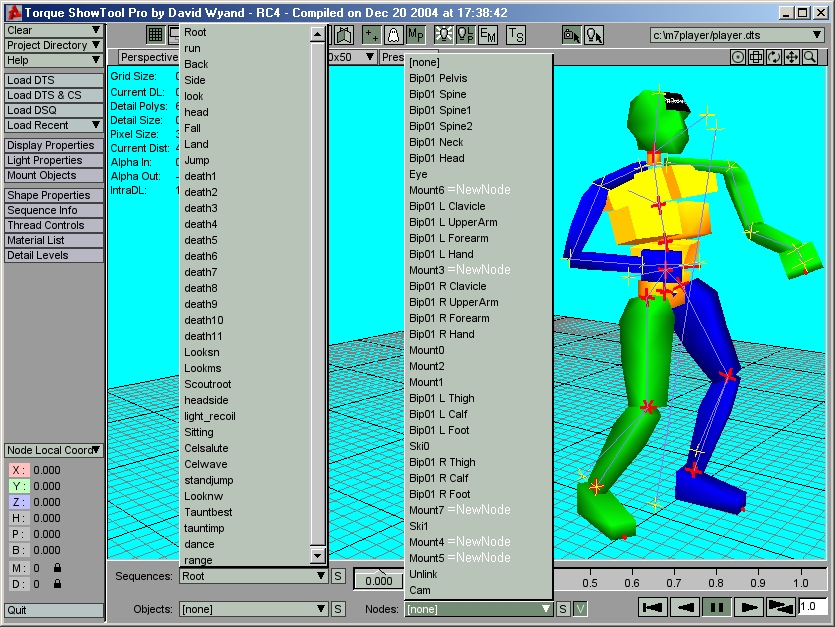 Torque ShowTool Pro by David Wyand - RC4 - Compiled on Dec 20 2004 at 17:38:42
Clear
Project Directory
Help
Load DTS
Load DTS & CS
Load DSQ
Load Recent
Display Properties
Light Properties
Mount Objects
Shape Properties
Sequence Info
Thread Controls
Material List
Detail Levels
Node Local Coord
X: 0.000
Y: 0.000
Z: 0.000
H: 0.000
P: 0.000
B: 0.000
M: 0
D: 0
Quit
MP
LP
EM
TS
c:\m7player/player.dts
Perspective
0x50
Pres
Grid Size:
Current DL:
Detail Polys:
Detail Size:
Pixel Size:
Current Dist:
Alpha In:
Alpha Out:
IntraDL:
Root
run
Back
Side
look
head
Fall
Land
Jump
death1
death2
death3
death4
death5
death6
death7
death8
death9
death10
death11
Looksn
Lookms
Scoutroot
headside
light_recoil
Sitting
Celsalute
Celwave
standjump
Looknw
Tauntbest
tauntimp
dance
range
[none]
Bip01 Pelvis
Bip01 Spine
Bip01 Spine1
Bip01 Spine2
Bip01 Neck
Bip01 Head
Eye
Mount6 =NewNode
Bip01 L Clavicle
Bip01 L UpperArm
Bip01 L Forearm
Bip01 L Hand
Mount3 =NewNode
Bip01 R Clavicle
Bip01 R UpperArm
Bip01 R Forearm
Bip01 R Hand
Mount0
Mount2
Mount1
Bip01 L Thigh
Bip01 L Calf
Bip01 L Foot
Ski0
Bip01 R Thigh
Bip01 R Calf
Bip01 R Foot
Mount7 =NewNode
Ski1
Mount4 =NewNode
Mount5 =NewNode
Unlink
Cam
Sequences: Root S
0.000
0.5 0.6 0.7 0.8 0.9 1.0
Objects: [none] S
Nodes: [none] S V
1.0